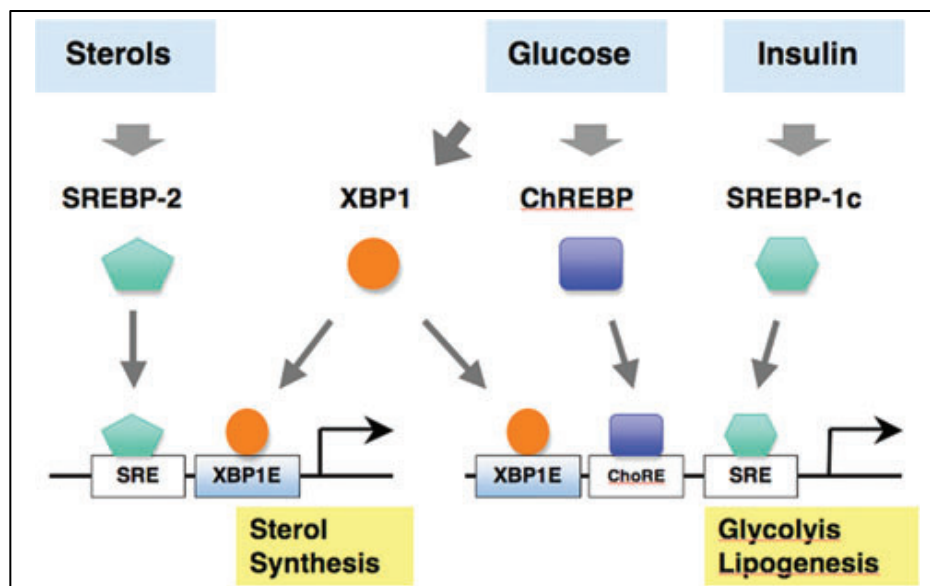 Sterols
Glucose
Insulin
SREBP-2
XBP1
ChREBP
SREBP-1c
SRE
XBP1E
XBP1E
ChoRE
SRE
Sterol
Synthesis
Glycolyis
Lipogenesis